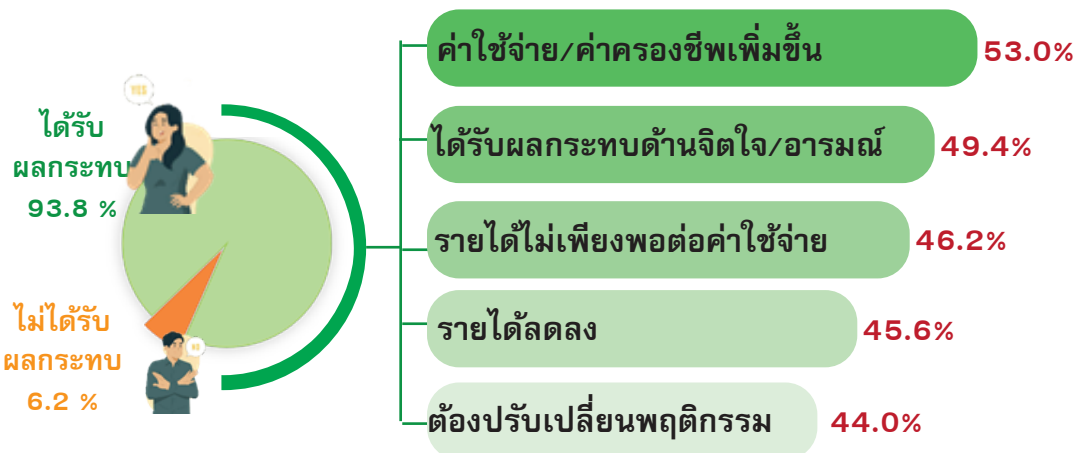 YES
ได้รับ
ผลกระทบ
93.8 %
ไม่ได้รับ
ผลกระทบ
6.2 %
NO
ค่าใช้จ่าย/ค่าครองชีพเพิ่มขึ้น 53.0%
ได้รับผลกระทบด้านจิตใจ/อารมณ์ 49.4%
รายได้ไม่เพียงพอต่อค่าใช้จ่าย 46.2%
รายได้ลดลง 45.6%
ต้องปรับเปลี่ยนพฤติกรรม 44.0%